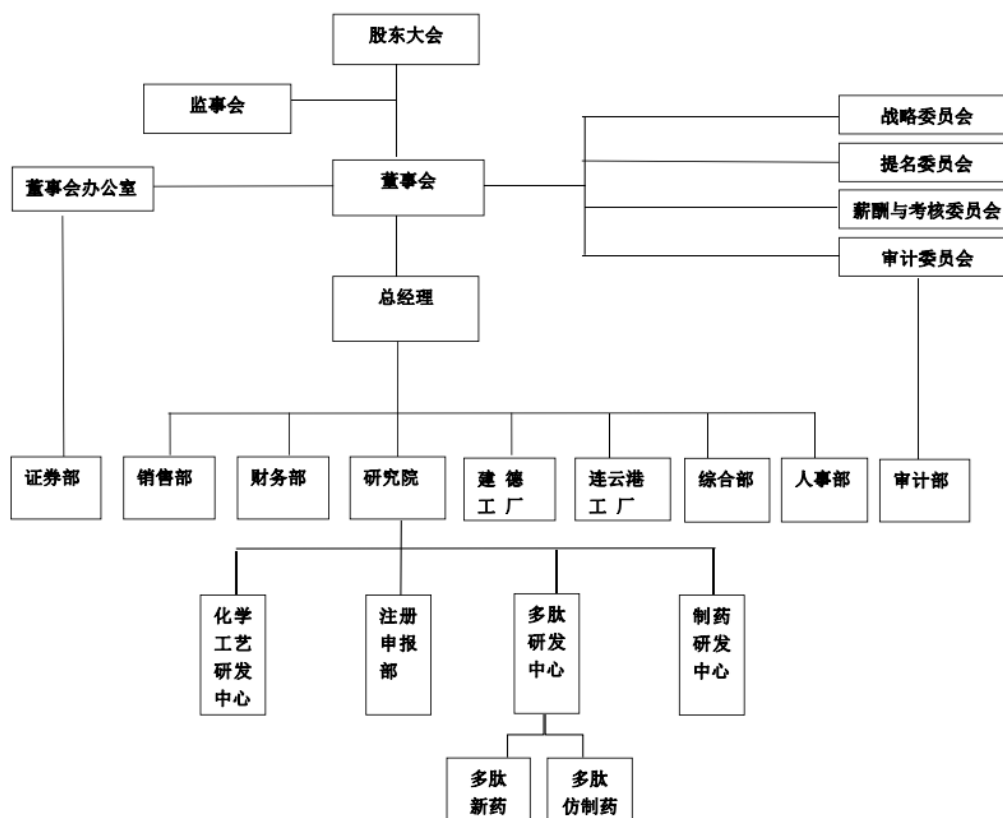 股东大会
监事会
战略委员会
提名委员会
董事会办公室
董事会
薪酬与考核委员会
审计委员会
总经理
证券部
销售部
财务部
研究院
建 德
工 厂
连云港
工 厂
综合部
人事部
审计部
化学
工艺
研发
中心
注册
申报
部
多肽
研发
中心
制药
研发
中心
多肽
新药
多肽
仿制药